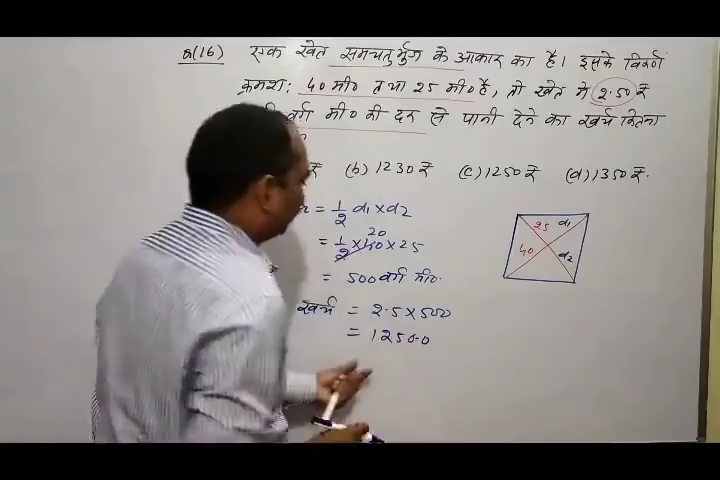 Q(16) एक खेत समचतुर्भुज के आकार का है। इसके विकर्ण
क्रमशः 40 मी० तथा 25 मी० है, तो खेत में 2.50 ₹
वर्ग मी० की दर से पानी देने का खर्च कितना
₹ (b) 1230 ₹ (c) 1250 ₹ (d) 1350 ₹.
= 1/2 d1 × d2
= 1/2 × 40 × 25
20
= 500 वर्ग मी०
खर्च = 2.5 × 500
= 1250.0
25 d1
40 d2